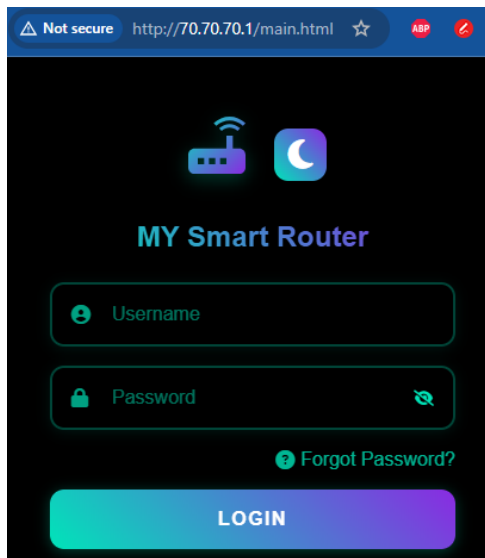 Not secure http://70.70.70.1/main.html ABP
MY Smart Router
Username
Password
? Forgot Password?
LOGIN